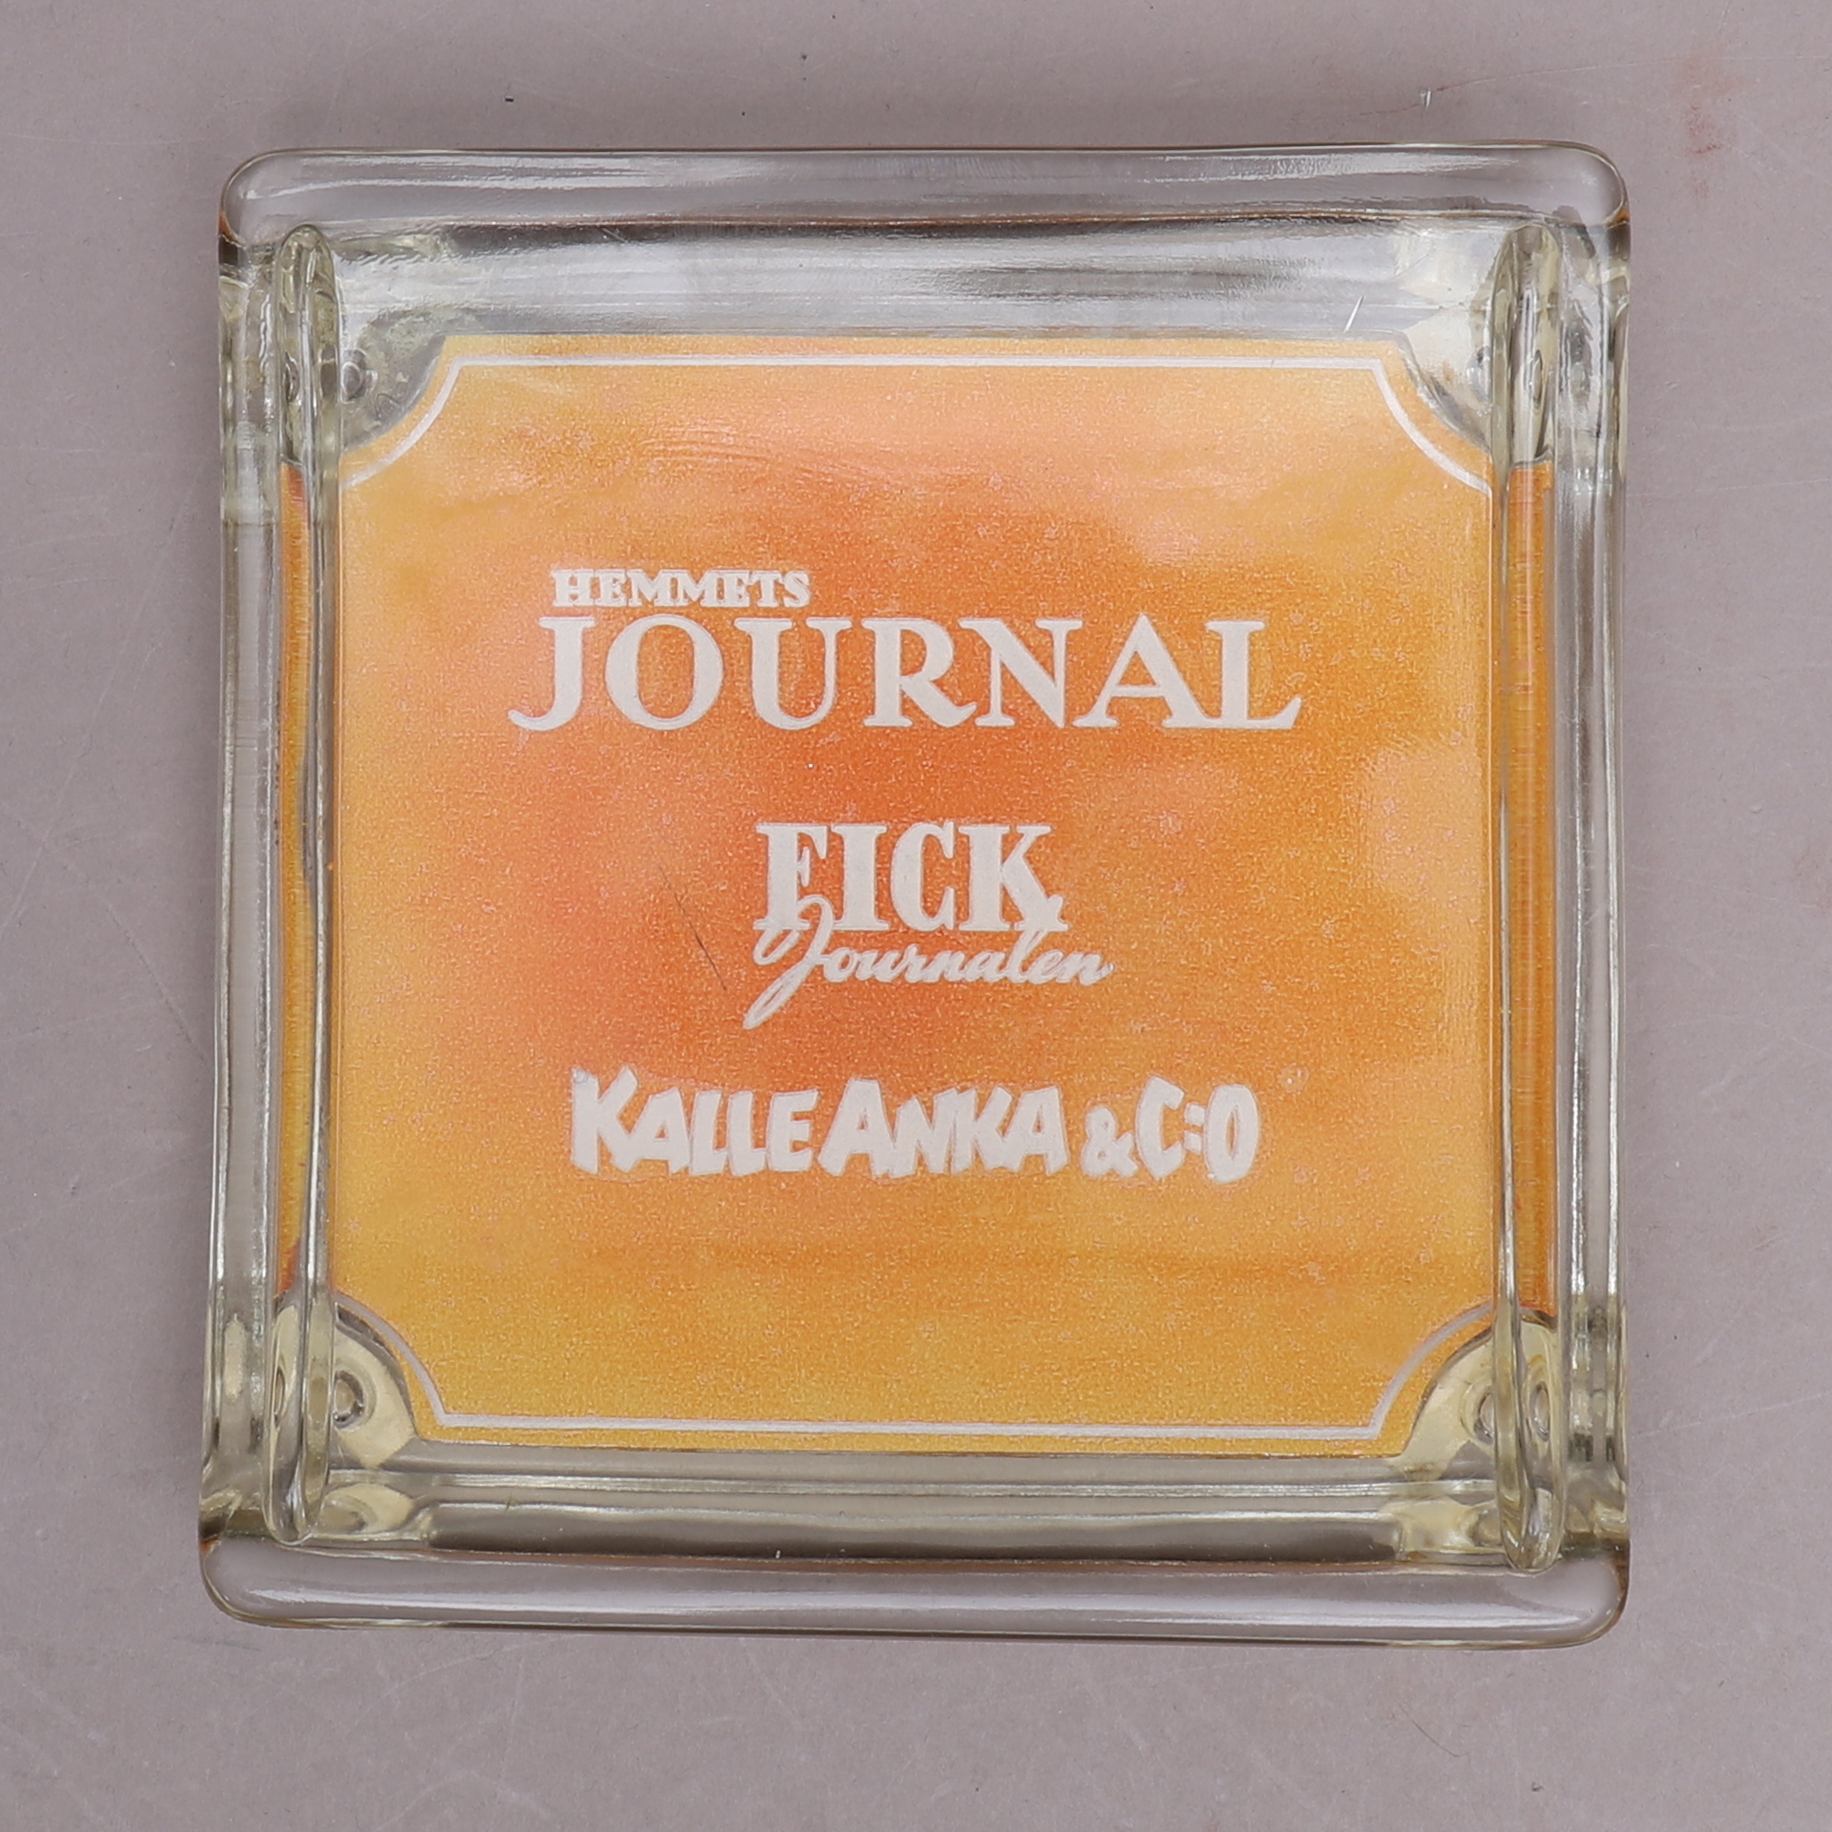 HEMMETS
JOURNAL
FICK
Journalen
KALLE ANKA & C:O